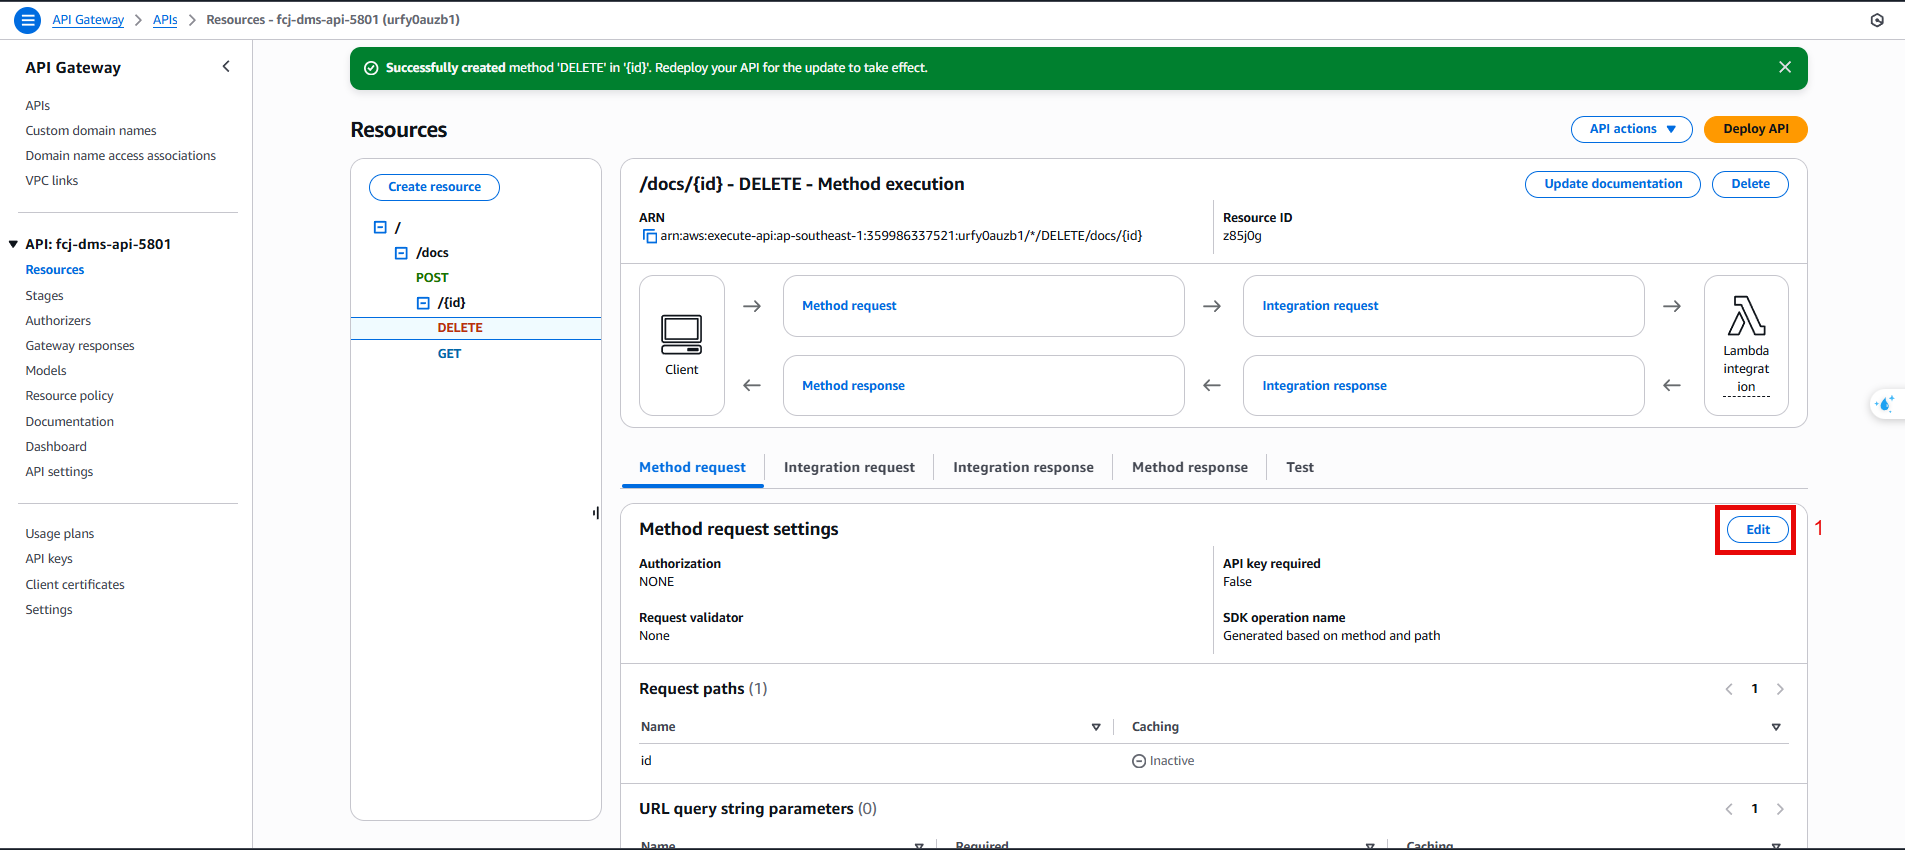 API Gateway
APIs
Resources - fcj-dms-api-5801 (urfy0auzb1)
API Gateway
APIs
Custom domain names
Domain name access associations
VPC links
API: fcj-dms-api-5801
Resources
Stages
Authorizers
Gateway responses
Models
Resource policy
Documentation
Dashboard
API settings
Usage plans
API keys
Client certificates
Settings
Successfully created method 'DELETE' in '{id}'. Redeploy your API for the update to take effect.
Resources
API actions
Deploy API
Create resource
/
/docs
POST
/{id}
DELETE
GET
/docs/{id} - DELETE - Method execution
Update documentation
Delete
ARN
arn:aws:execute-api:ap-southeast-1:359986337521:urfy0auzb1/*/DELETE/docs/{id}
Resource ID
z85j0g
Client
Method request
Integration request
Method response
Integration response
Lambda
integrat
ion
Method request
Integration request
Integration response
Method response
Test
Method request settings
Edit
1
Authorization
NONE
API key required
False
Request validator
None
SDK operation name
Generated based on method and path
Request paths (1)
1
Name
Caching
id
Inactive
URL query string parameters (0)
1
Name
Required
Caching